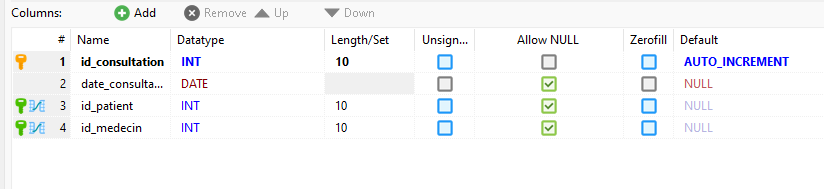 Columns: Add Remove Up Down
# Name Datatype Length/Set Unsign... Allow NULL Zerofill Default
1 id_consultation INT 10 AUTO_INCREMENT
2 date_consulta... DATE NULL
3 id_patient INT 10 NULL
4 id_medecin INT 10 NULL